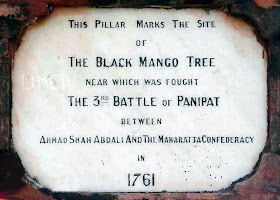 This Pillar Marks The Site
of
The Black Mango Tree
near which was fought
The 3rd Battle of Panipat
between
Ahmad Shah Abdali And The Maharatta Confederacy
in
1761